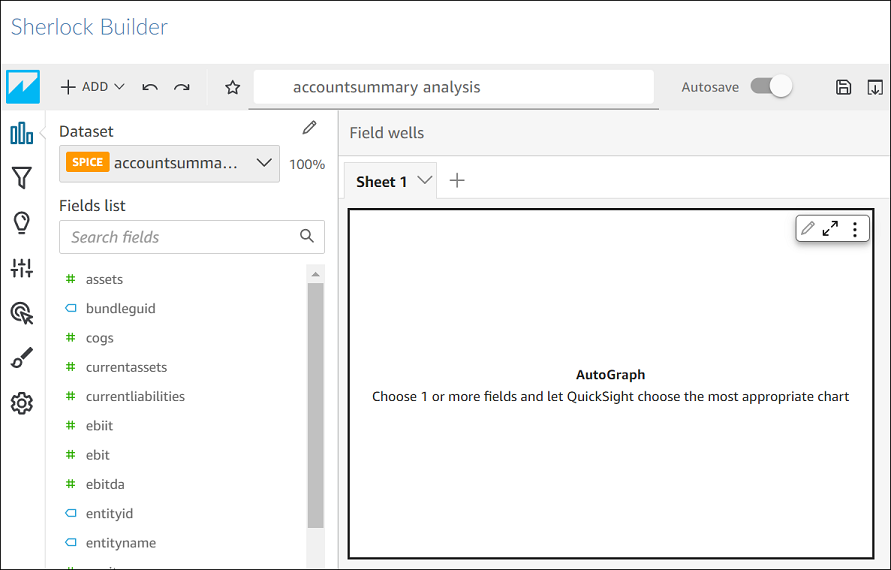 Sherlock Builder
ADD
accountsummary analysis
Autosave
Dataset
SPICE accountsumma...
100%
Fields list
Search fields
assets
bundleguid
cogs
currentassets
currentliabilities
ebiit
ebit
ebitda
entityid
entityname
Field wells
Sheet 1
AutoGraph
Choose 1 or more fields and let QuickSight choose the most appropriate chart